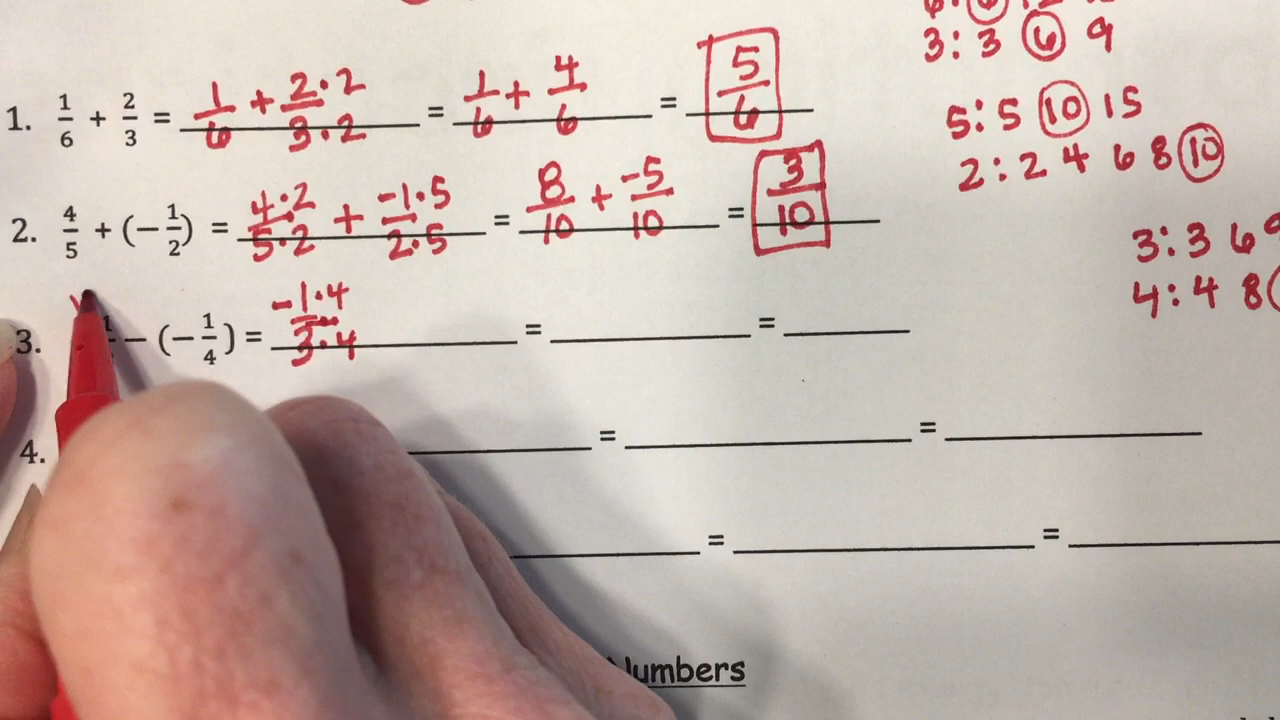 3: 3 6 9
1. 1/6 + 2/3 = 1/6 + 2·2/3·2 = 1/6 + 4/6 = 5/6
5: 5 10 15
2: 2 4 6 8 10
2. 4/5 + (-1/2) = 4·2/5·2 + -1·5/2·5 = 8/10 + -5/10 = 3/10
3: 3 6 9
4: 4 8
3. - (-1/4) = -1·4/3·4 = =
4. = =
= =
Numbers